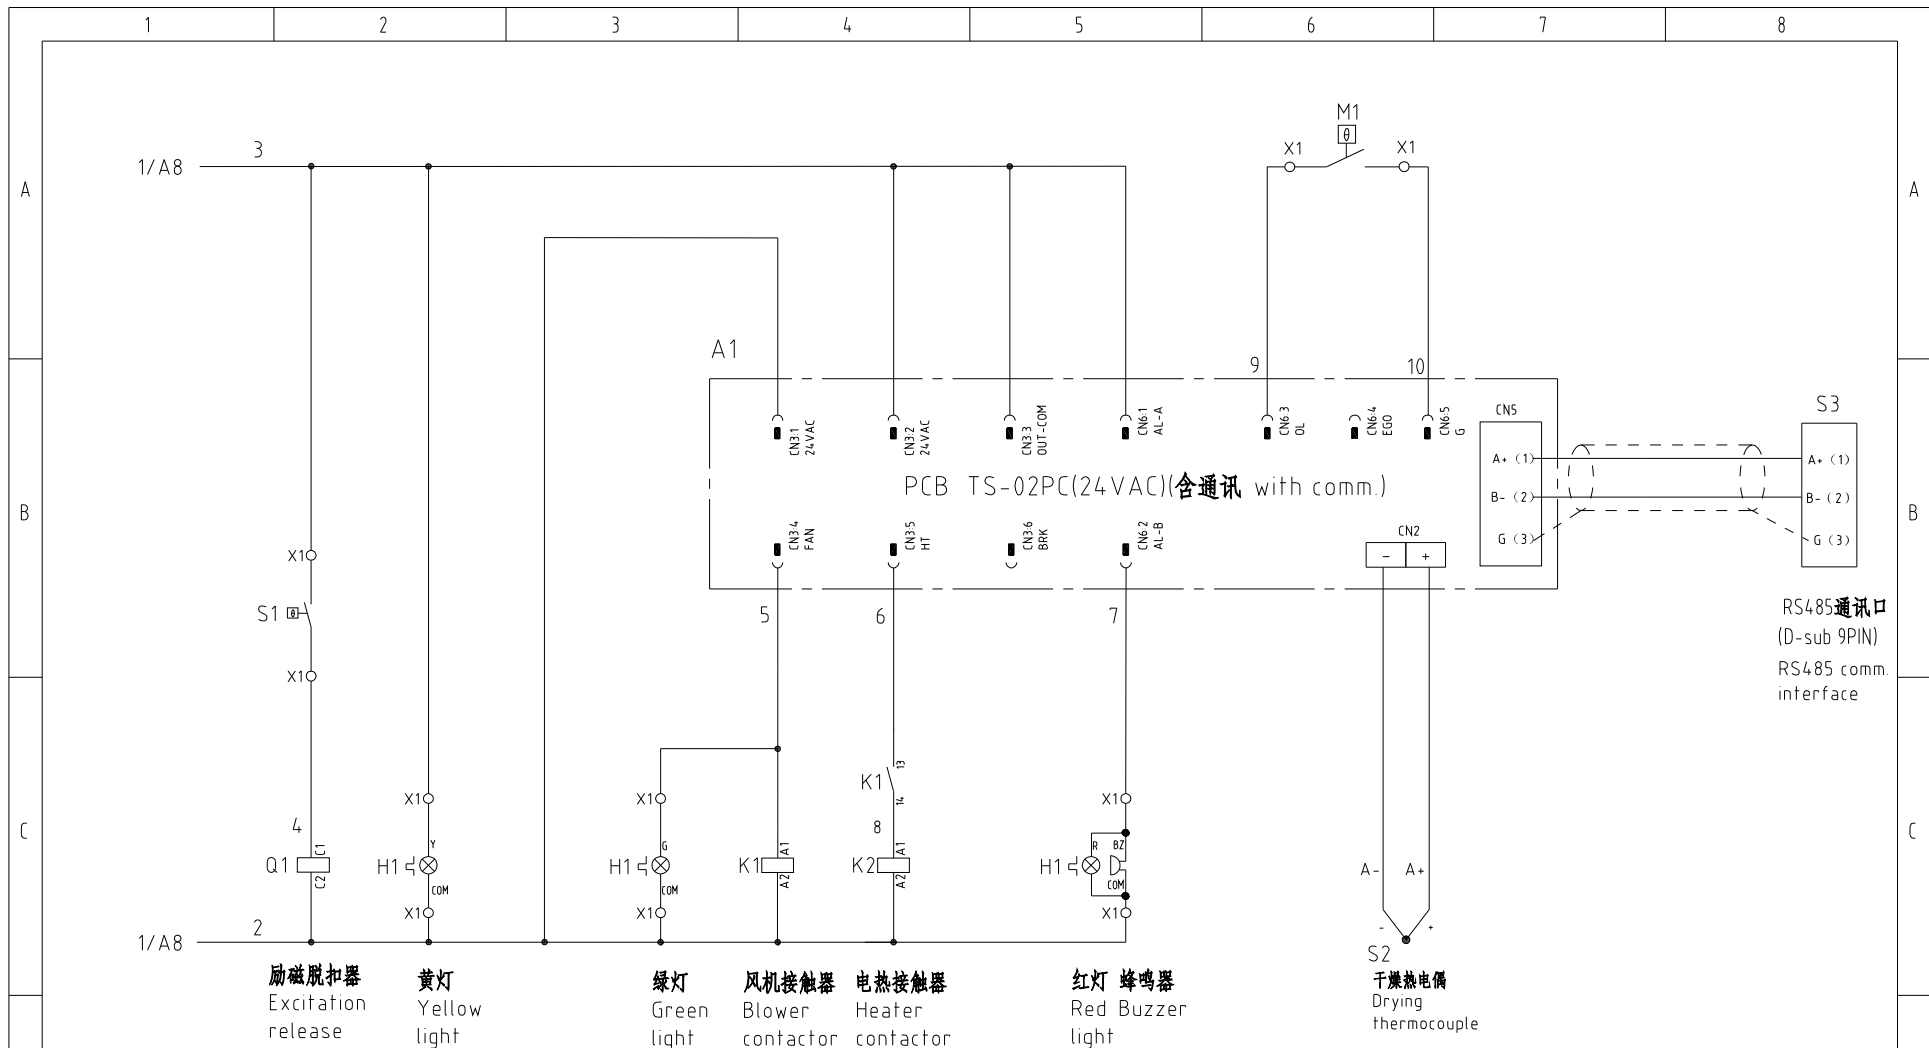 1 2 3 4 5 6 7 8
A A
B B
C C
M1
θ
X1 X1
1/A8 3
A1
9 10
CN3:1 24VAC
CN3:2 24VAC
CN3:3 OUT-COM
CN6:1 AL-A
CN6:3 OL
CN6:4 EGO
CN6:5 G
CN5
A+ (1)
B- (2)
G (3)
S3
A+ (1)
B- (2)
G (3)
PCB TS-02PC(24VAC)(含通讯 with comm.)
CN3:4 FAN
CN3:5 HT
CN3:6 BRK
CN6:2 AL-B
CN2
- +
RS485通讯口
(D-sub 9PIN)
RS485 comm.
interface
X1
S1 θ
X1
5 6 7
K1 13 14
X1 X1 X1
4 8
Q1 C1 C2
H1 Y COM
H1 G COM
K1 A1 A2
K2 A1 A2
H1 R BZ COM
A- A+
X1 X1 X1
1/A8 2
- +
S2
励磁脱扣器
Excitation
release
黄灯
Yellow
light
绿灯
Green
light
风机接触器
Blower
contactor
电热接触器
Heater
contactor
红灯 蜂鸣器
Red Buzzer
light
干燥热电偶
Drying
thermocouple